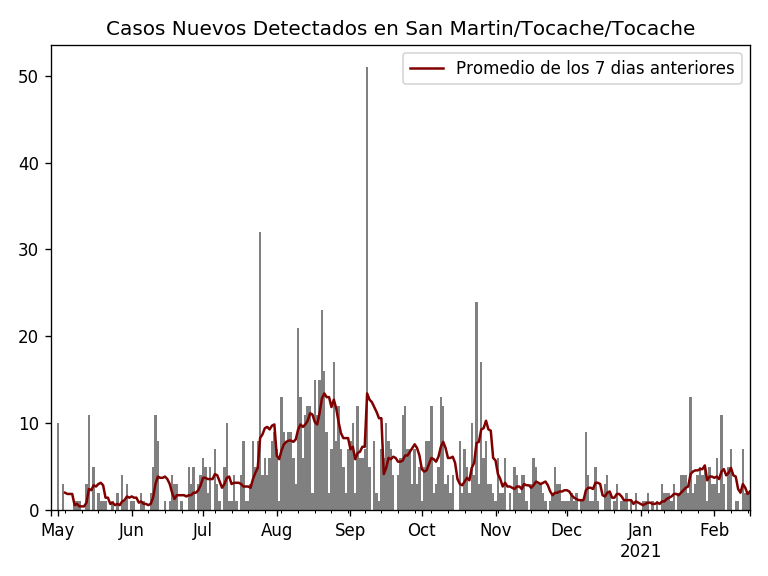 Casos Nuevos Detectados en San Martin/Tocache/Tocache
Promedio de los 7 dias anteriores
50
40
30
20
10
0
May Jun Jul Aug Sep Oct Nov Dec Jan Feb
2021